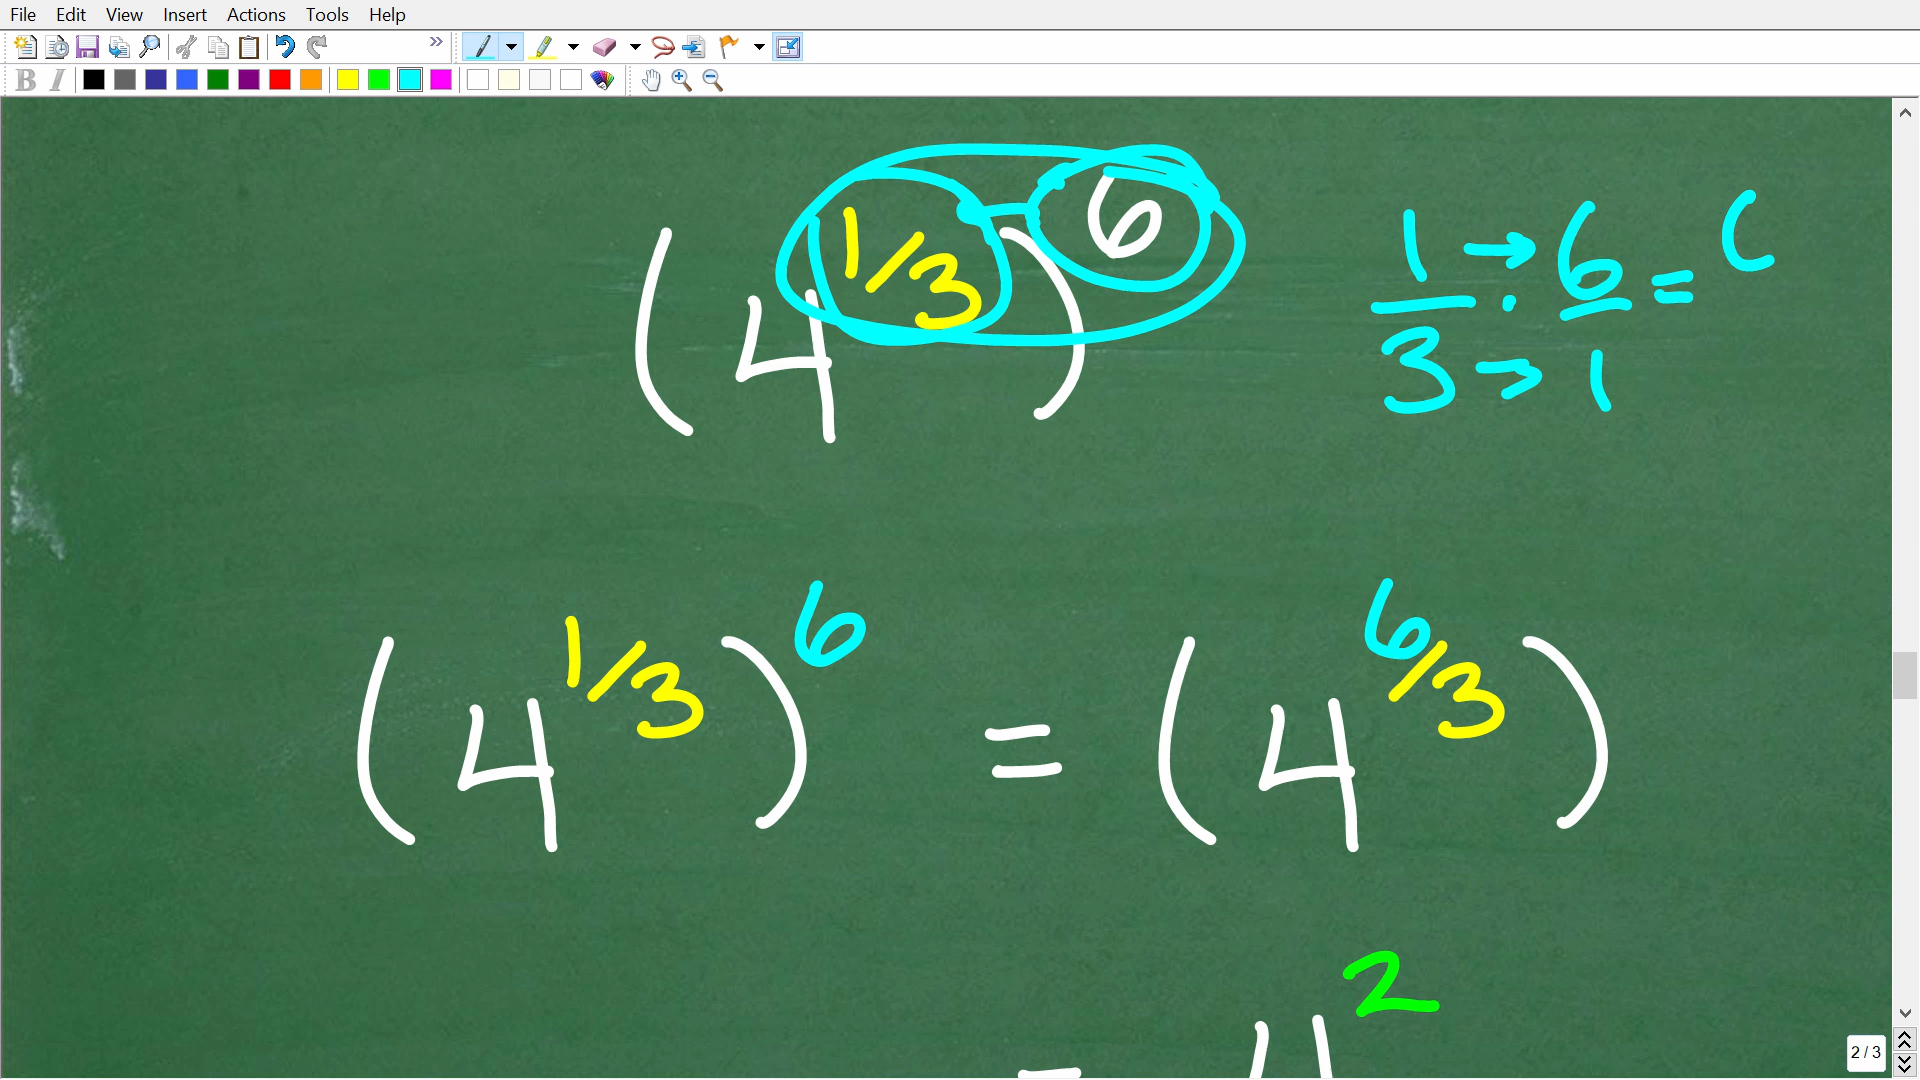 File Edit View Insert Actions Tools Help
B I
(4^1/3)^6
1/3 · 6/1 =
(4^1/3)^6 = (4^6/3)
= 4^2
2 / 3